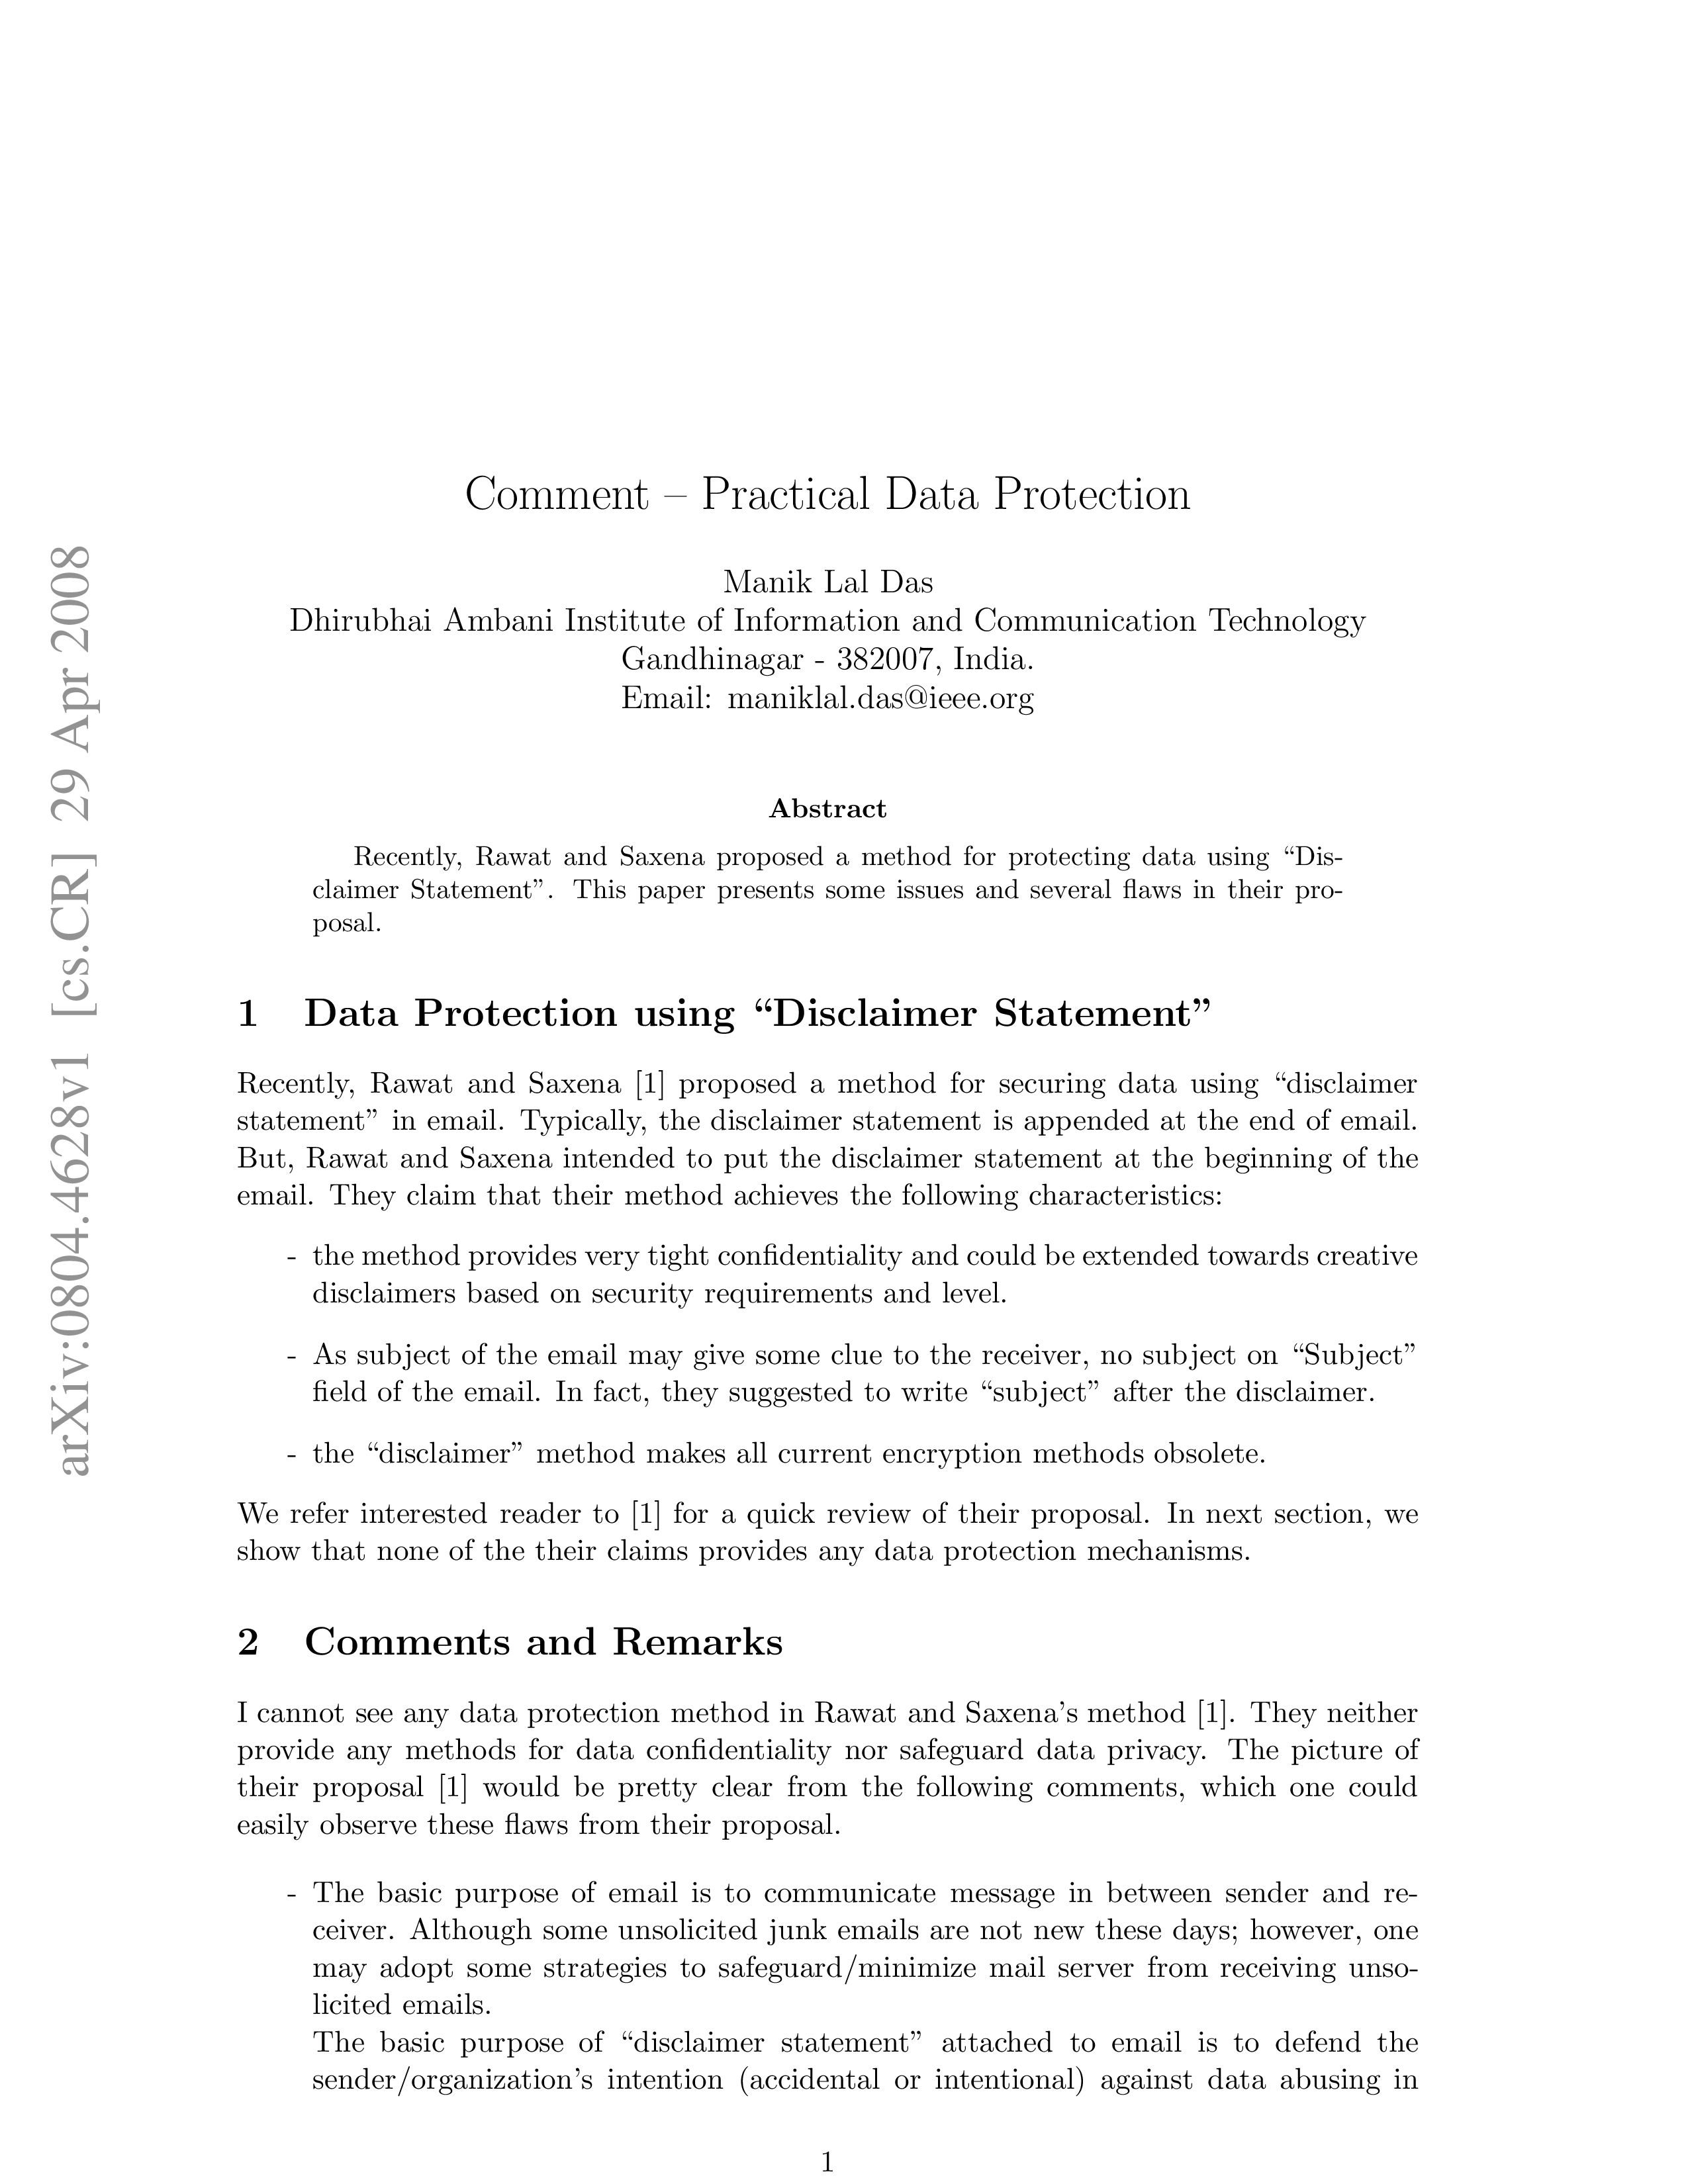 Comment – Practical Data Protection
Manik Lal Das
Dhirubhai Ambani Institute of Information and Communication Technology
Gandhinagar - 382007, India.
Email: maniklal.das@ieee.org
Abstract
Recently, Rawat and Saxena proposed a method for protecting data using “Dis-
claimer Statement”. This paper presents some issues and several flaws in their pro-
posal.
1 Data Protection using “Disclaimer Statement”
Recently, Rawat and Saxena [1] proposed a method for securing data using “disclaimer
statement” in email. Typically, the disclaimer statement is appended at the end of email.
But, Rawat and Saxena intended to put the disclaimer statement at the beginning of the
email. They claim that their method achieves the following characteristics:
- the method provides very tight confidentiality and could be extended towards creative
disclaimers based on security requirements and level.
- As subject of the email may give some clue to the receiver, no subject on “Subject”
field of the email. In fact, they suggested to write “subject” after the disclaimer.
- the “disclaimer” method makes all current encryption methods obsolete.
We refer interested reader to [1] for a quick review of their proposal. In next section, we
show that none of the their claims provides any data protection mechanisms.
2 Comments and Remarks
I cannot see any data protection method in Rawat and Saxena’s method [1]. They neither
provide any methods for data confidentiality nor safeguard data privacy. The picture of
their proposal [1] would be pretty clear from the following comments, which one could
easily observe these flaws from their proposal.
- The basic purpose of email is to communicate message in between sender and re-
ceiver. Although some unsolicited junk emails are not new these days; however, one
may adopt some strategies to safeguard/minimize mail server from receiving unso-
licited emails.
The basic purpose of “disclaimer statement” attached to email is to defend the
sender/organization’s intention (accidental or intentional) against data abusing in
1
arXiv:0804.4628v1 [cs.CR] 29 Apr 2008